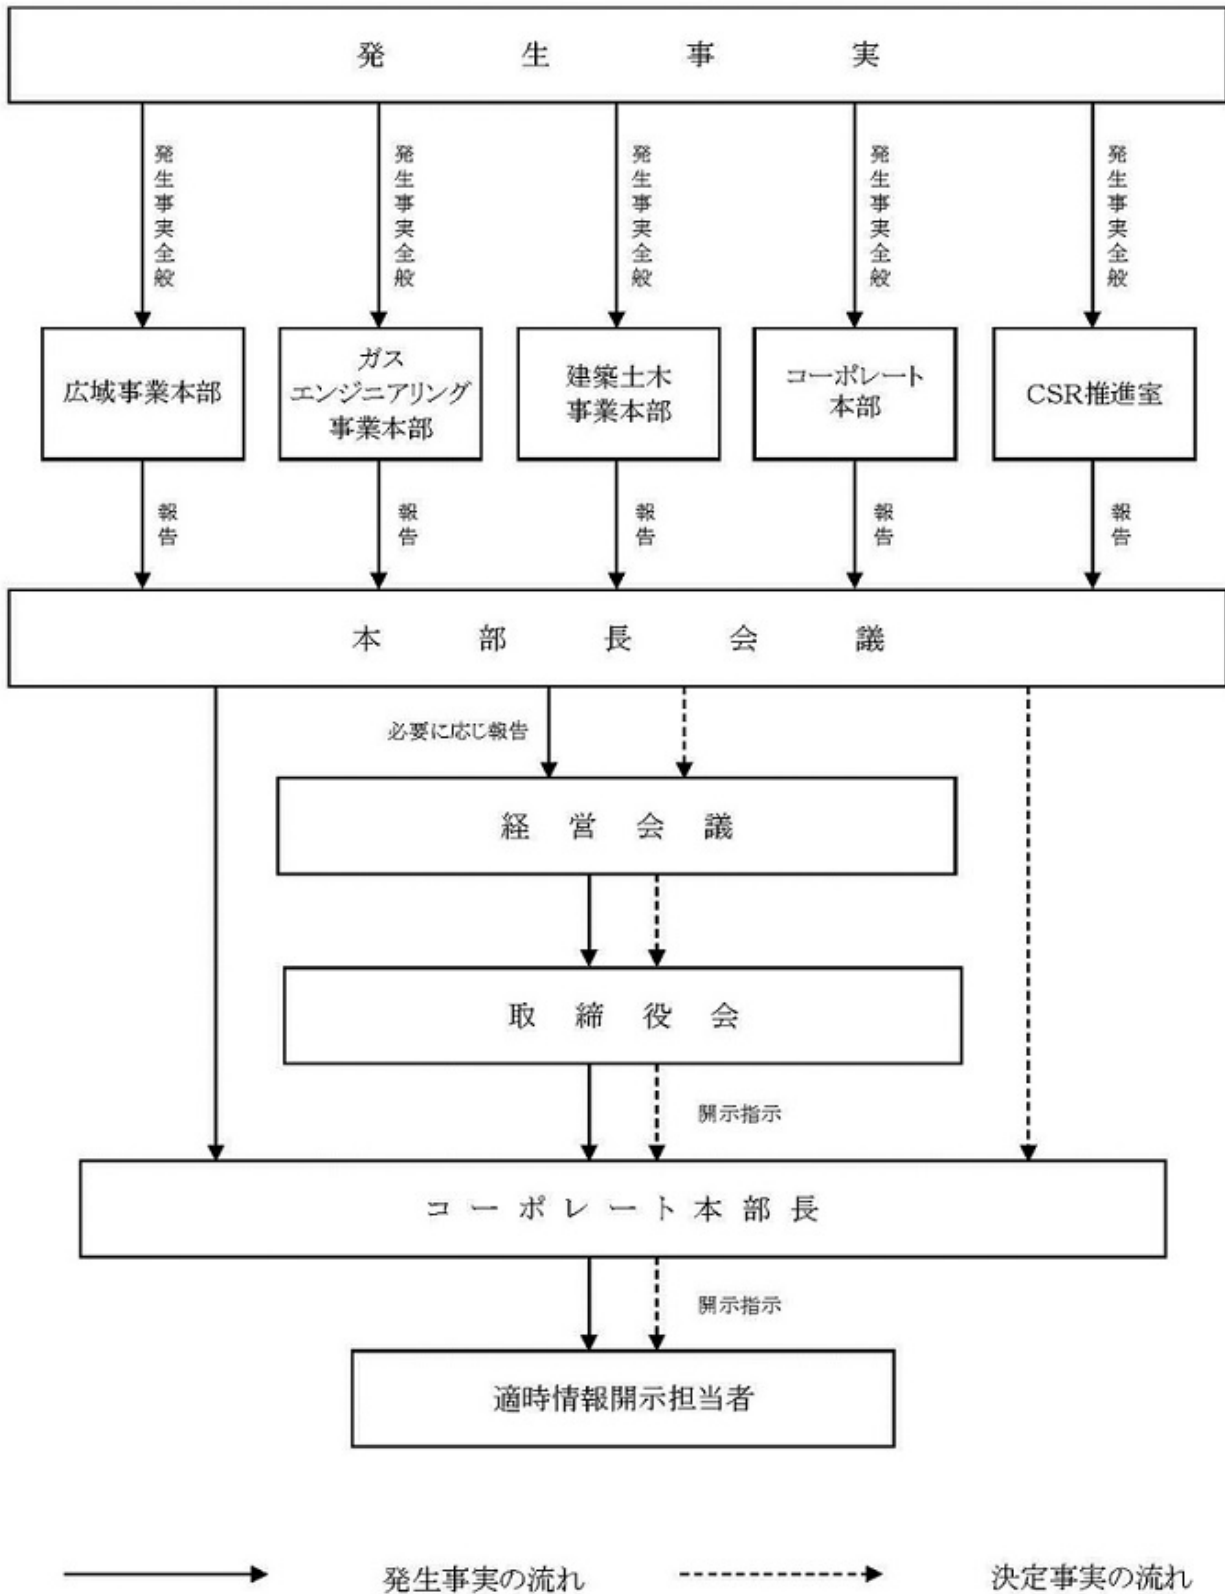 発生事実
発生事実全般
発生事実全般
発生事実全般
発生事実全般
発生事実全般
広域事業本部
ガス
エンジニアリング
事業本部
建築土木
事業本部
コーポレート
本部
CSR推進室
報告
報告
報告
報告
報告
本部長会議
必要に応じ報告
経営会議
取締役会
開示指示
コーポレート本部長
開示指示
適時情報開示担当者
発生事実の流れ
決定事実の流れ